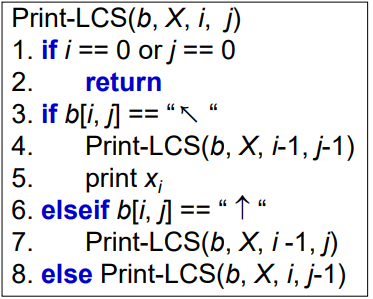 Print-LCS(b, X, i, j)
1. if i == 0 or j == 0
2. return
3. if b[i, j] == “↖ “
4. Print-LCS(b, X, i-1, j-1)
5. print xᵢ
6. elseif b[i, j] == “ ↑ “
7. Print-LCS(b, X, i -1, j)
8. else Print-LCS(b, X, i, j-1)